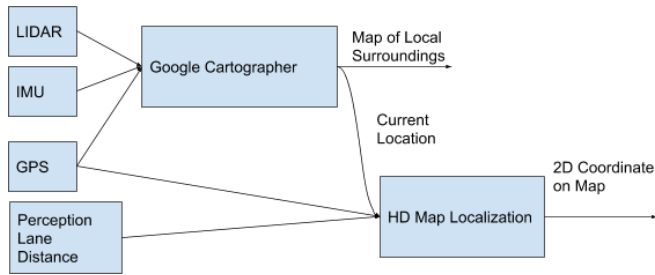 LIDAR
IMU
GPS
Perception
Lane
Distance
Google Cartographer
Map of Local
Surroundings
Current
Location
HD Map Localization
2D Coordinate
on Map